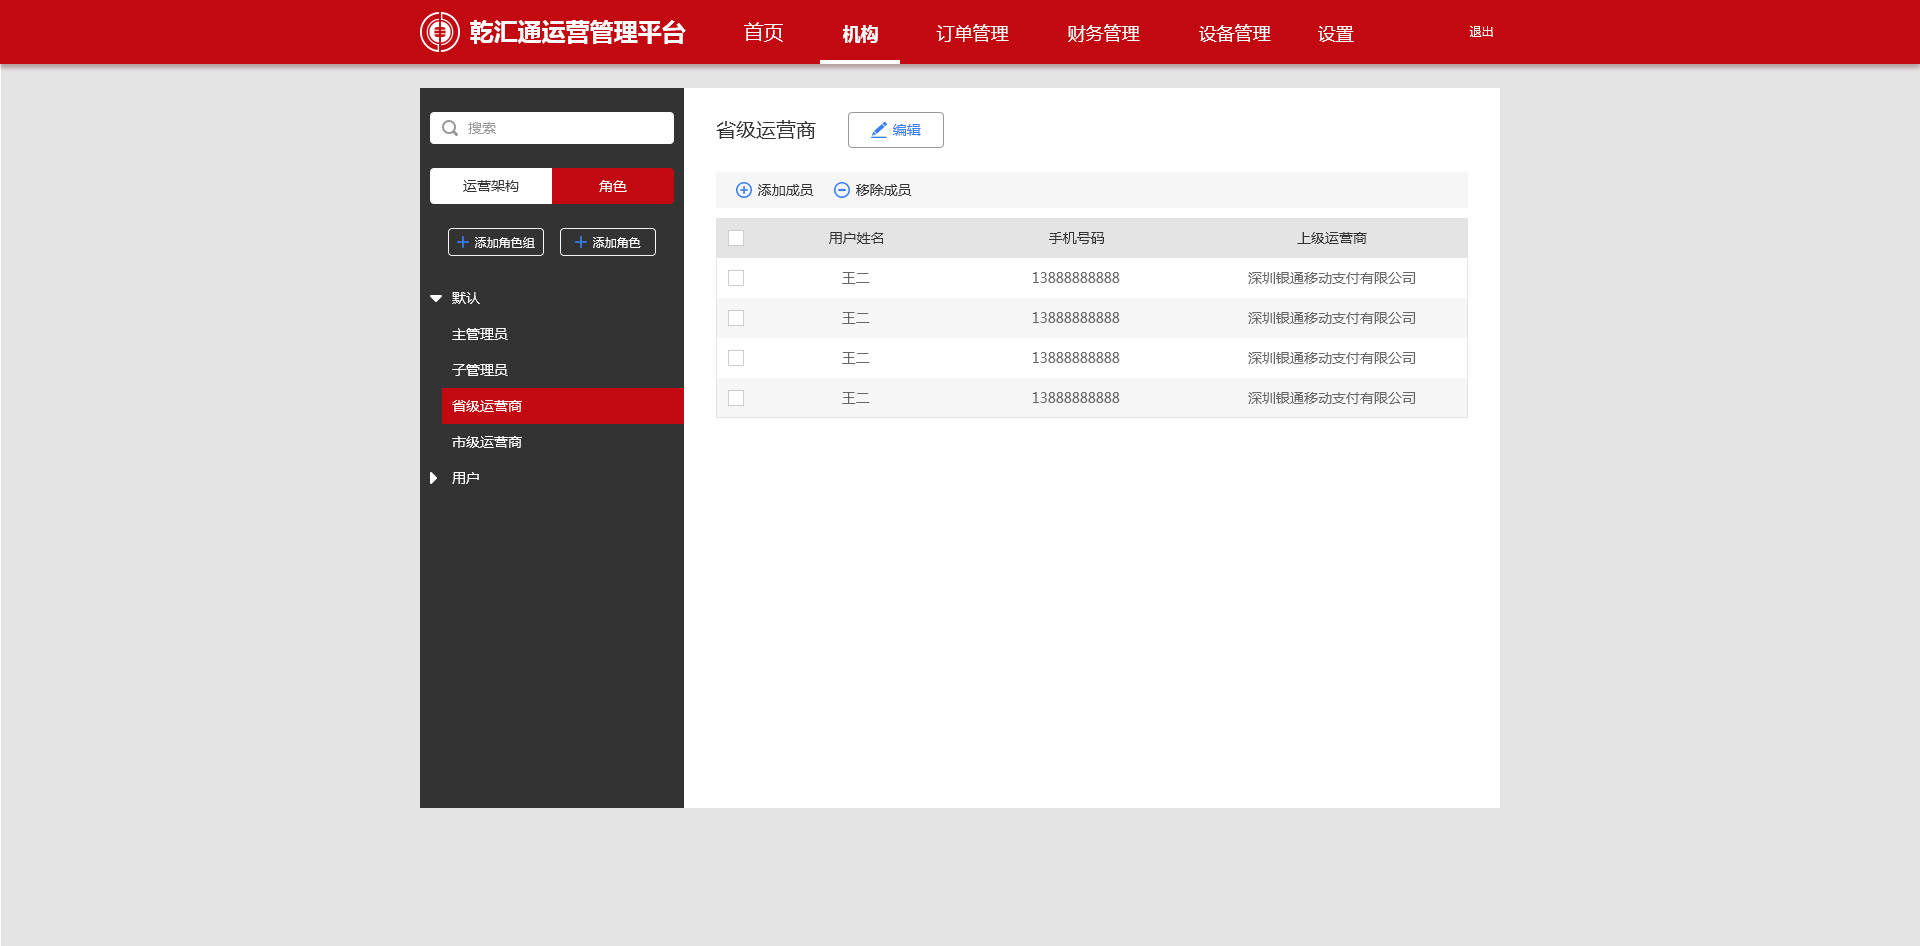 乾汇通运营管理平台 首页 机构 订单管理 财务管理 设备管理 设置 退出
搜索
运营架构 角色
添加角色组 添加角色
默认
主管理员
子管理员
省级运营商
市级运营商
用户
省级运营商 编辑
添加成员 移除成员
用户姓名 手机号码 上级运营商
王二 13888888888 深圳银通移动支付有限公司
王二 13888888888 深圳银通移动支付有限公司
王二 13888888888 深圳银通移动支付有限公司
王二 13888888888 深圳银通移动支付有限公司